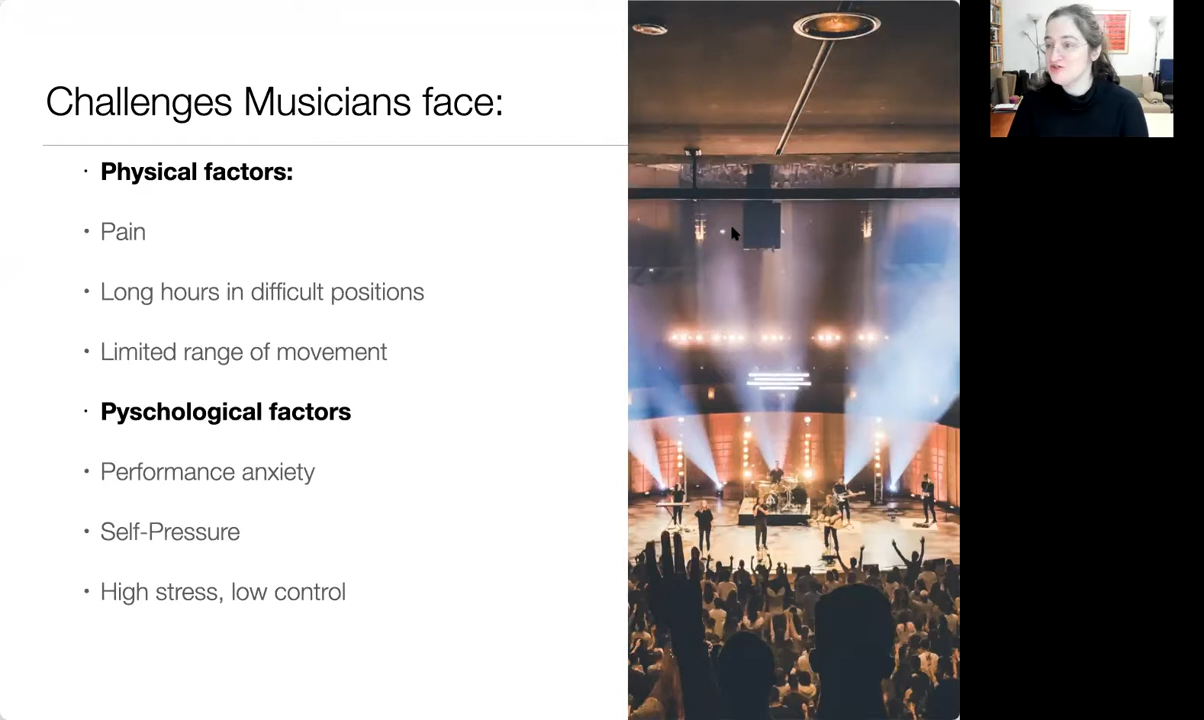 Challenges Musicians face:
· Physical factors:
• Pain
• Long hours in difficult positions
• Limited range of movement
· Pyschological factors
• Performance anxiety
• Self-Pressure
• High stress, low control